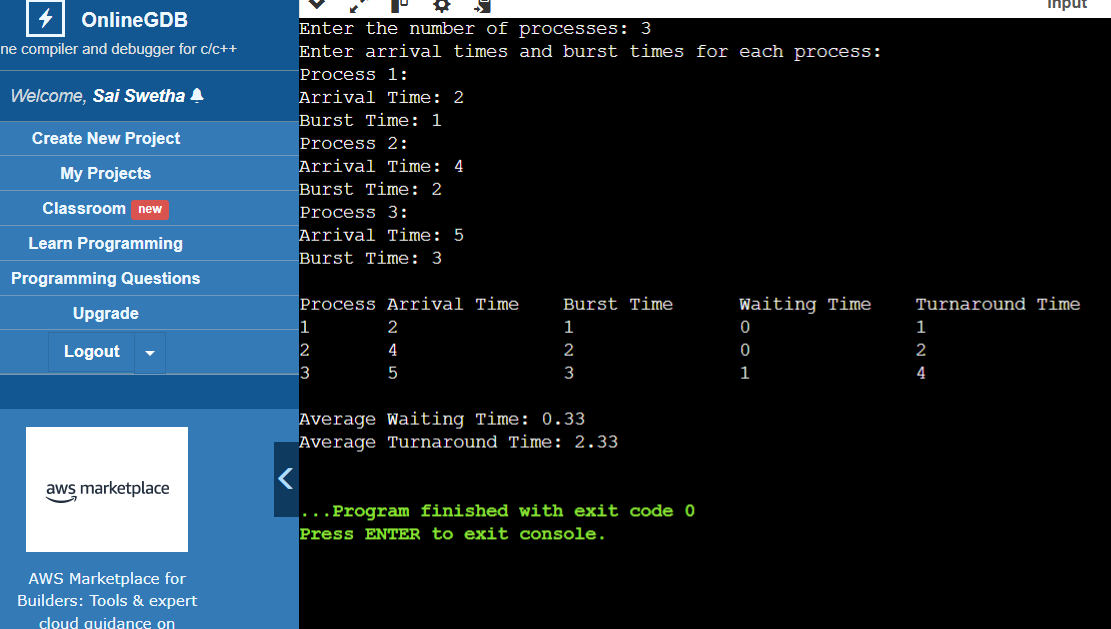 OnlineGDB
ne compiler and debugger for c/c++
Welcome, Sai Swetha
Create New Project
My Projects
Classroom new
Learn Programming
Programming Questions
Upgrade
Logout
aws marketplace
AWS Marketplace for
Builders: Tools & expert
cloud guidance on
input
Enter the number of processes: 3
Enter arrival times and burst times for each process:
Process 1:
Arrival Time: 2
Burst Time: 1
Process 2:
Arrival Time: 4
Burst Time: 2
Process 3:
Arrival Time: 5
Burst Time: 3
Process Arrival Time Burst Time Waiting Time Turnaround Time
1 2 1 0 1
2 4 2 0 2
3 5 3 1 4
Average Waiting Time: 0.33
Average Turnaround Time: 2.33
...Program finished with exit code 0
Press ENTER to exit console.